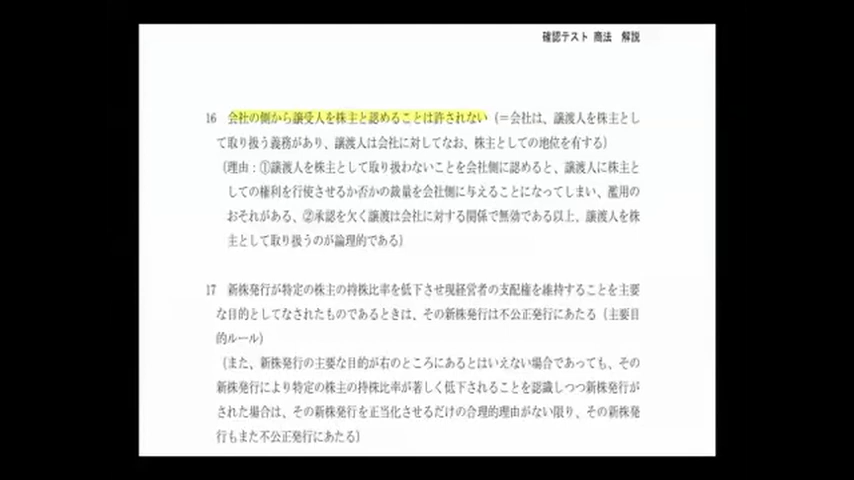 確認テスト 商法　解説
16　会社の側から譲受人を株主と認めることは許されない（＝会社は、譲渡人を株主とし
て取り扱う義務があり、譲渡人は会社に対してなお、株主としての地位を有する）
（理由：①譲渡人を株主として取り扱わないことを会社側に認めると、譲渡人に株主と
しての権利を行使させるか否かの裁量を会社側に与えることになってしまい、濫用の
おそれがある、②承認を欠く譲渡は会社に対する関係で無効である以上、譲渡人を株
主として取り扱うのが論理的である）
17　新株発行が特定の株主の持株比率を低下させ現経営者の支配権を維持することを主要
な目的としてなされたものであるときは、その新株発行は不公正発行にあたる（主要目
的ルール）
（また、新株発行の主要な目的が右のところにあるとはいえない場合であっても、その
新株発行により特定の株主の持株比率が著しく低下されることを認識しつつ新株発行が
された場合は、その新株発行を正当化させるだけの合理的理由がない限り、その新株発
行もまた不公正発行にあたる）